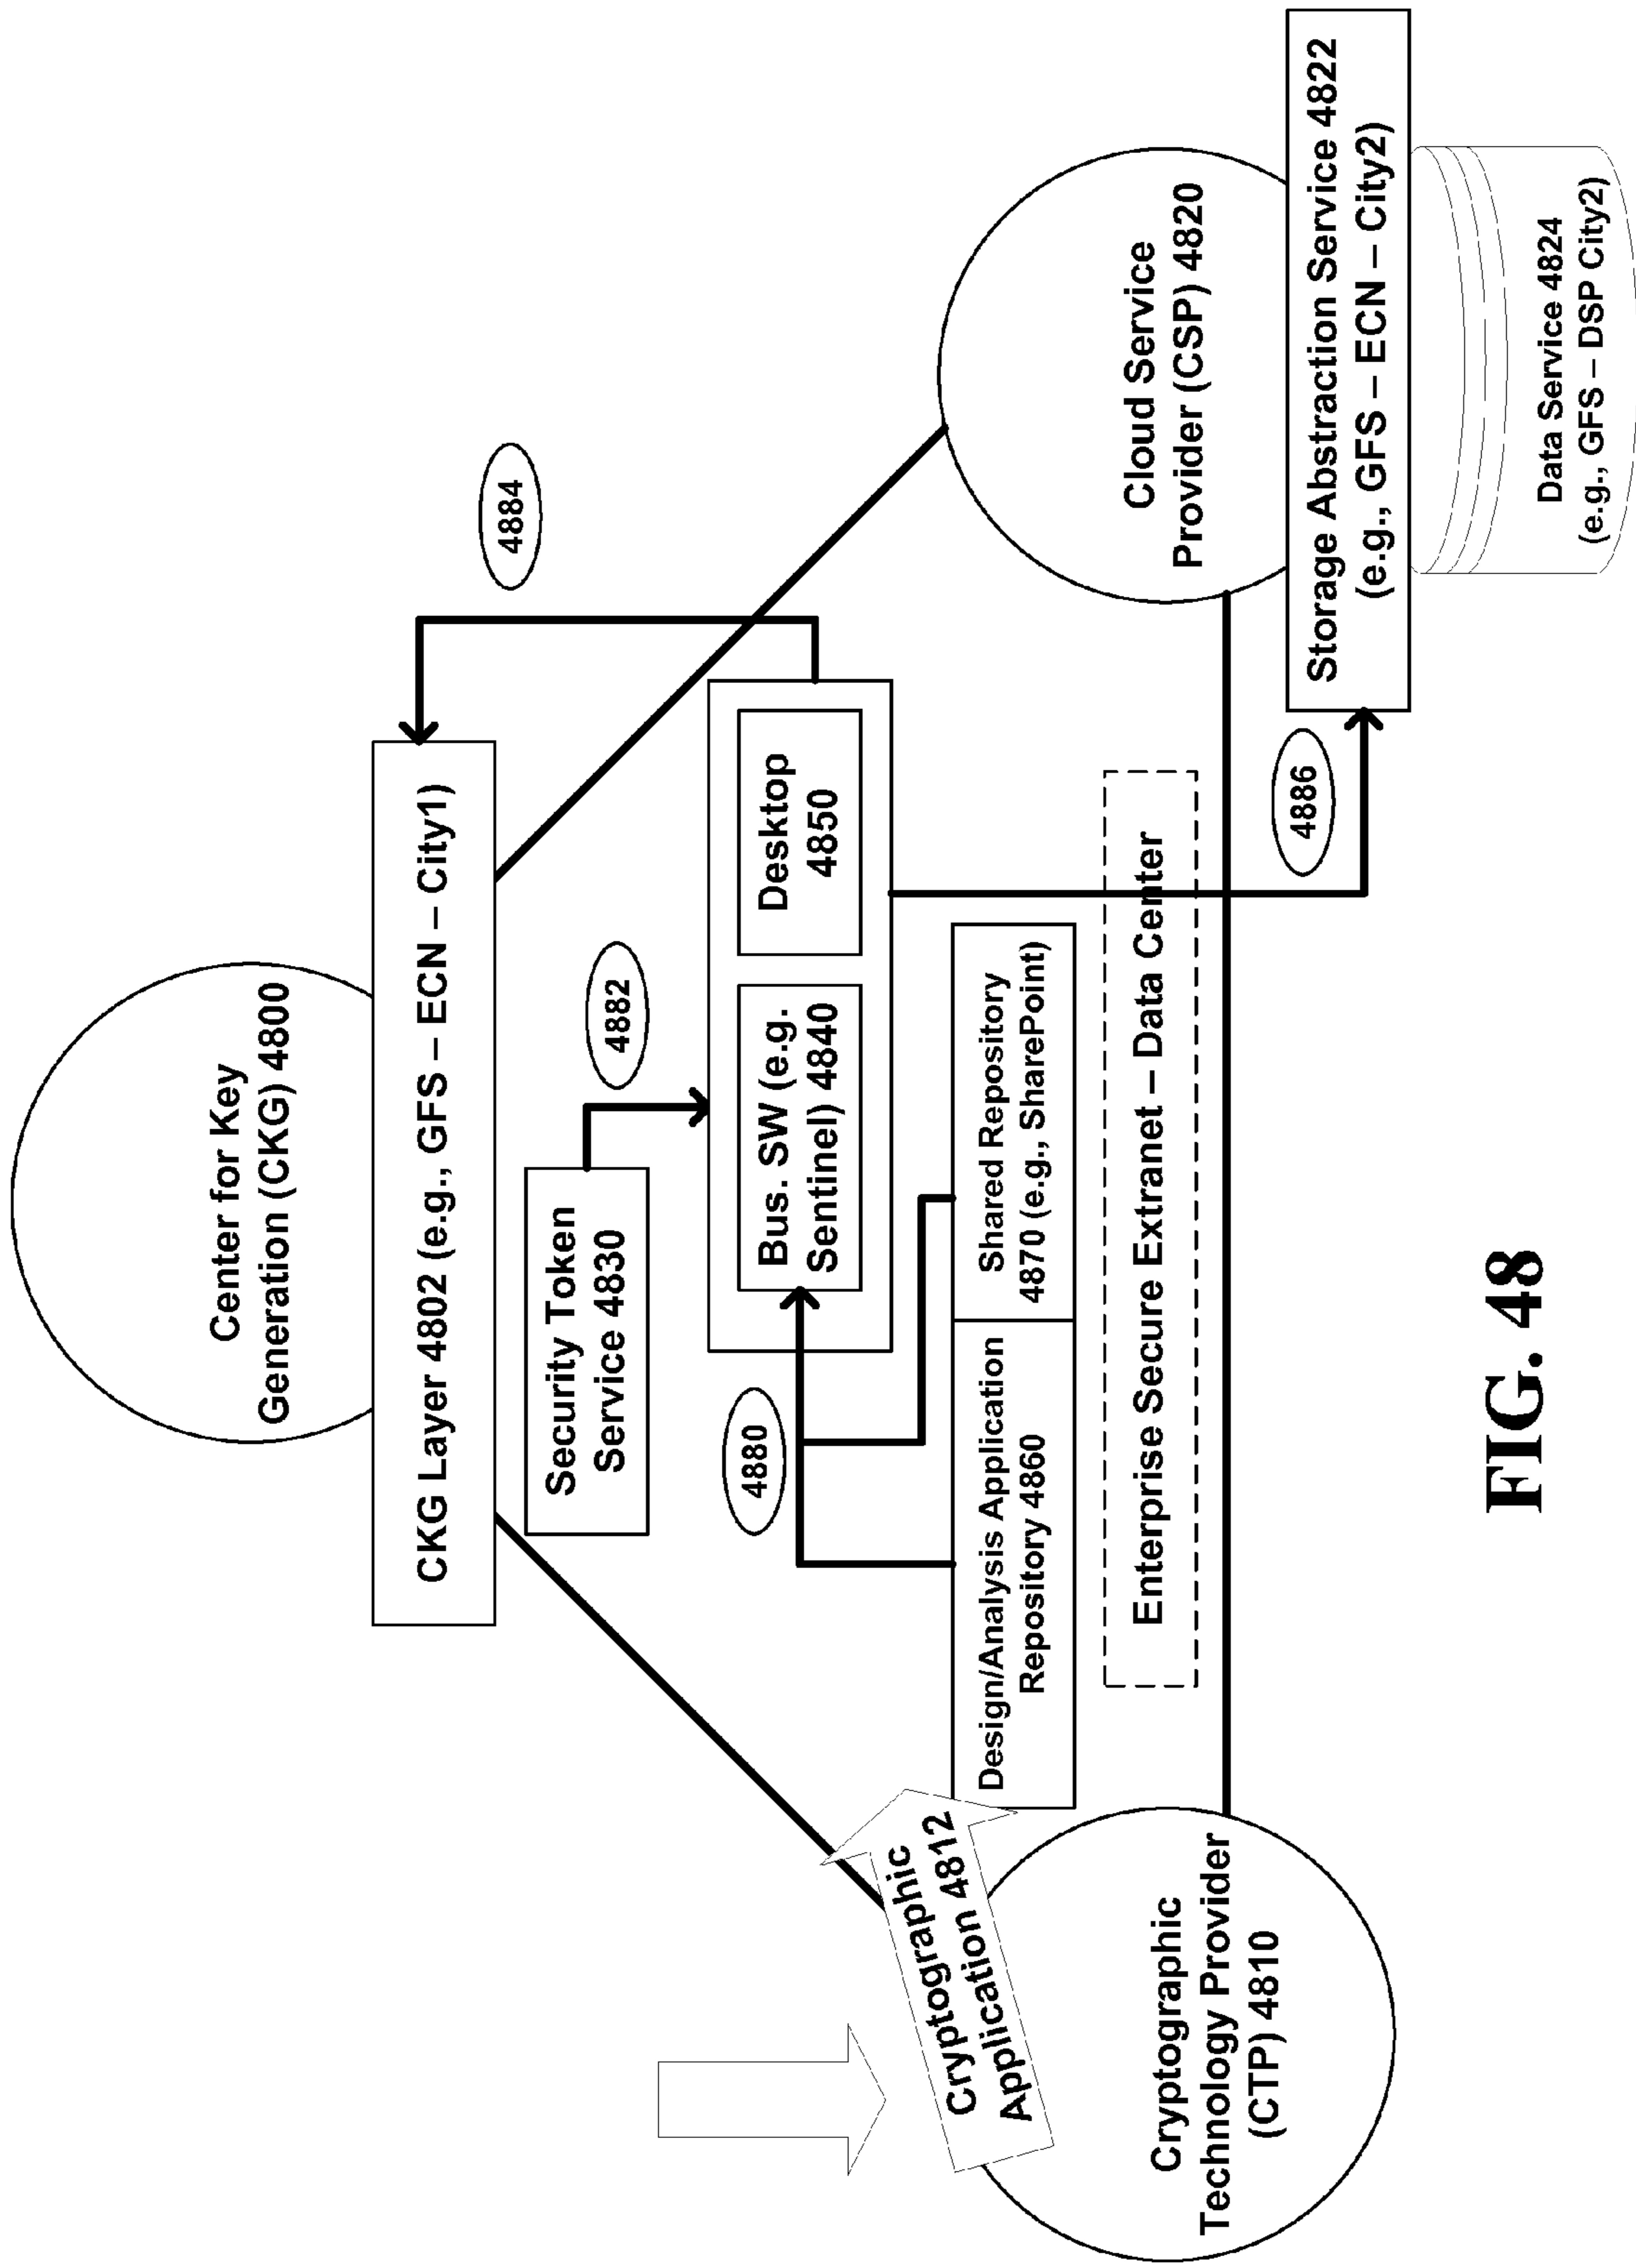 Center for Key
Generation (CKG) 4800
CKG Layer 4802 (e.g., GFS – ECN – City1)
4884
Security Token
Service 4830
4882
4880
Bus. SW (e.g.
Sentinel) 4840
Desktop
4850
Design/Analysis Application
Repository 4860
Shared Repository
4870 (e.g., SharePoint)
Enterprise Secure Extranet – Data Center
4886
Cryptographic
Application 4812
Cryptographic
Technology Provider
(CTP) 4810
Cloud Service
Provider (CSP) 4820
Storage Abstraction Service 4822
(e.g., GFS – ECN – City2)
Data Service 4824
(e.g., GFS – DSP City2)
FIG. 48